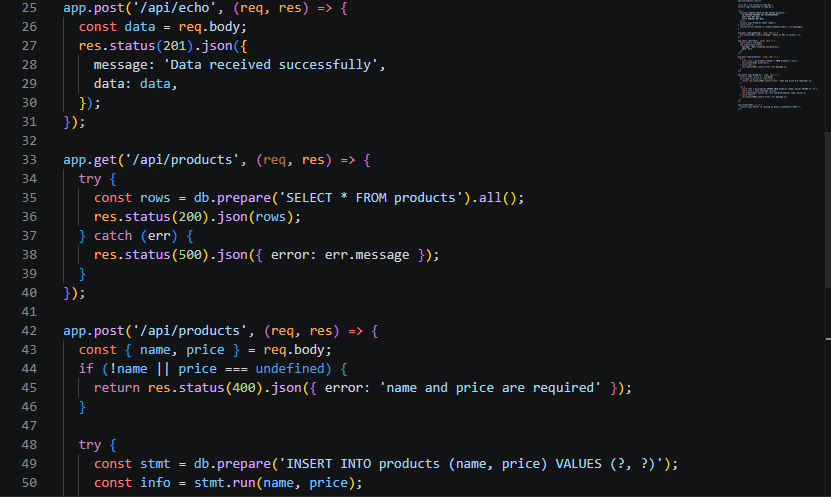 25 app.post('/api/echo', (req, res) => {
26   const data = req.body;
27   res.status(201).json({
28     message: 'Data received successfully',
29     data: data,
30   });
31 });
32
33 app.get('/api/products', (req, res) => {
34   try {
35     const rows = db.prepare('SELECT * FROM products').all();
36     res.status(200).json(rows);
37   } catch (err) {
38     res.status(500).json({ error: err.message });
39   }
40 });
41
42 app.post('/api/products', (req, res) => {
43   const { name, price } = req.body;
44   if (!name || price === undefined) {
45     return res.status(400).json({ error: 'name and price are required' });
46   }
47
48   try {
49     const stmt = db.prepare('INSERT INTO products (name, price) VALUES (?, ?)');
50     const info = stmt.run(name, price);